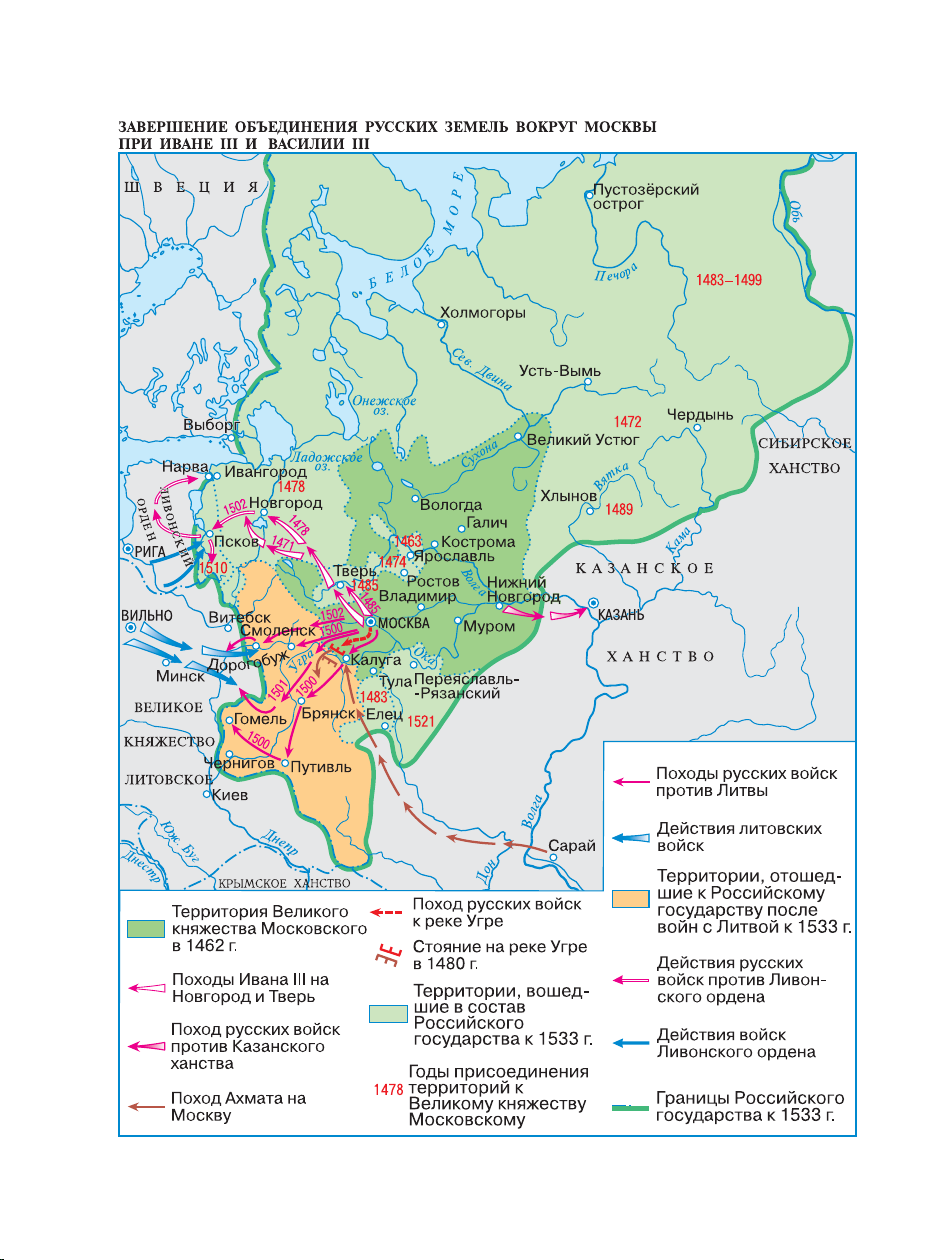 ЗАВЕРШЕНИЕ ОБЪЕДИНЕНИЯ РУССКИХ ЗЕМЕЛЬ ВОКРУГ МОСКВЫ
ПРИ ИВАНЕ III И ВАСИЛИИ III
ШВЕЦИЯ
БЕЛОЕ МОРЕ
Пустозёрский
острог
Обь
Печора
1483–1499
Холмогоры
Сев. Двина
Усть-Вымь
Онежское
оз.
1472
Чердынь
Выборг
Великий Устюг
СИБИРСКОЕ
ХАНСТВО
Ладожское
оз.
Сухона
Нарва
Ивангород
1478
Новгород
Вятка
Хлынов
1489
Вологда
Галич
ЛИВОНСКИЙ
ОРДЕН
1502
1478
1471
Псков
1463
Кострома
Ярославль
Кама
РИГА
1510
1474
Тверь
1485
Ростов
Волга
Нижний
Новгород
КАЗАНСКОЕ
1485
Владимир
ВИЛЬНО
Витебск
1502
МОСКВА
КАЗАНЬ
Смоленск
1500
Муром
Дорогобуж
Угра
Калуга
Ока
ХАНСТВО
Минск
Тула
Переяславль-
-Рязанский
1501
1500
1483
ВЕЛИКОЕ
Гомель
Брянск
Елец
1521
КНЯЖЕСТВО
1500
Чернигов
Путивль
ЛИТОВСКОЕ
Киев
Волга
Юж. Буг
Днепр
Днестр
Дон
Сарай
КРЫМСКОЕ ХАНСТВО
Территория Великого
княжества Московского
в 1462 г.
Походы Ивана III на
Новгород и Тверь
Поход русских войск
против Казанского
ханства
Поход Ахмата на
Москву
Поход русских войск
к реке Угре
Стояние на реке Угре
в 1480 г.
Территории, вошед-
шие в состав
Российского
государства к 1533 г.
1478
Годы присоединения
территорий к
Великому княжеству
Московскому
Походы русских войск
против Литвы
Действия литовских
войск
Территории, отошед-
шие к Российскому
государству после
войн с Литвой к 1533 г.
Действия русских
войск против Ливон-
ского ордена
Действия войск
Ливонского ордена
Границы Российского
государства к 1533 г.